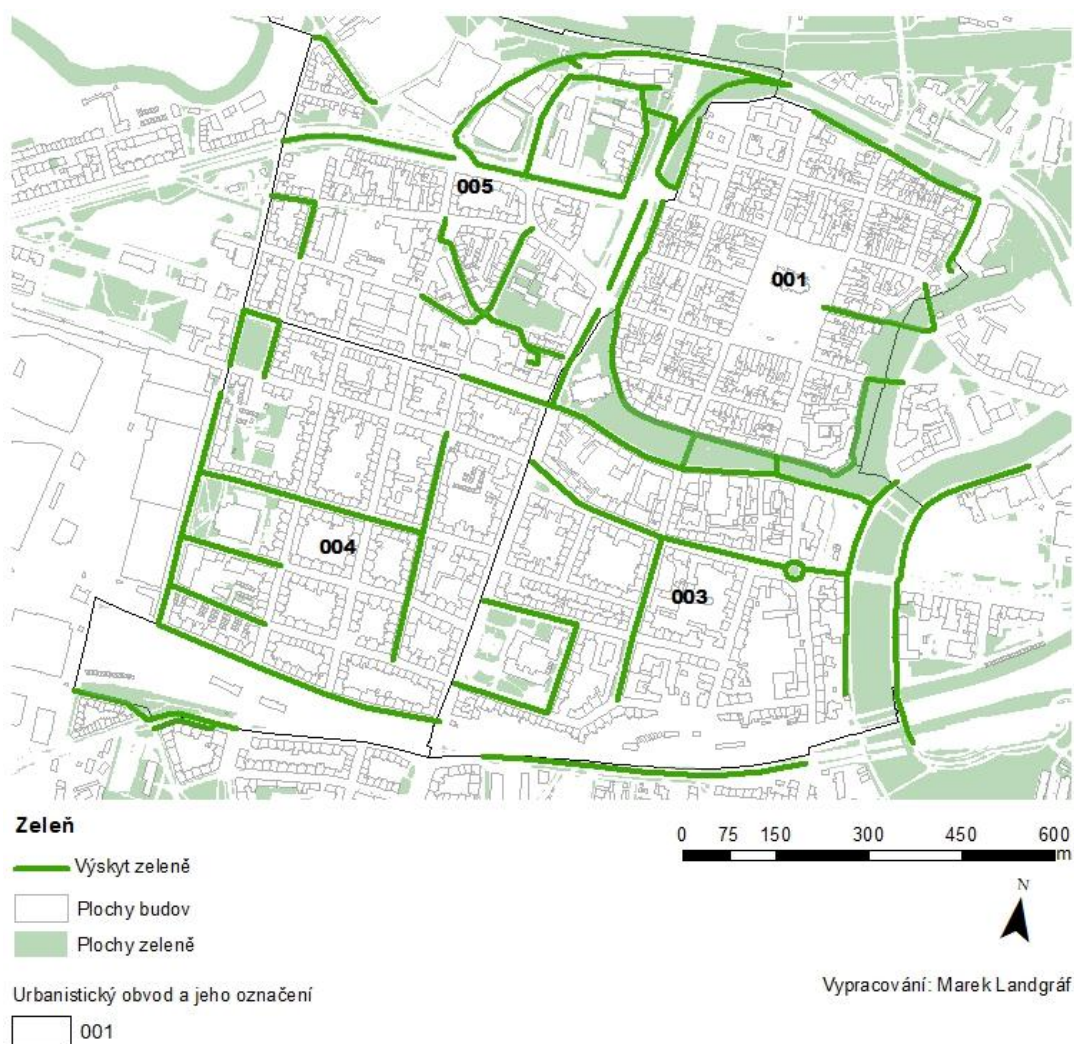 005
001
004
003
Zeleň
Výskyt zeleně
Plochy budov
Plochy zeleně
Urbanistický obvod a jeho označení
001
0 75 150 300 450 600
m
N
Vypracování: Marek Landgráf